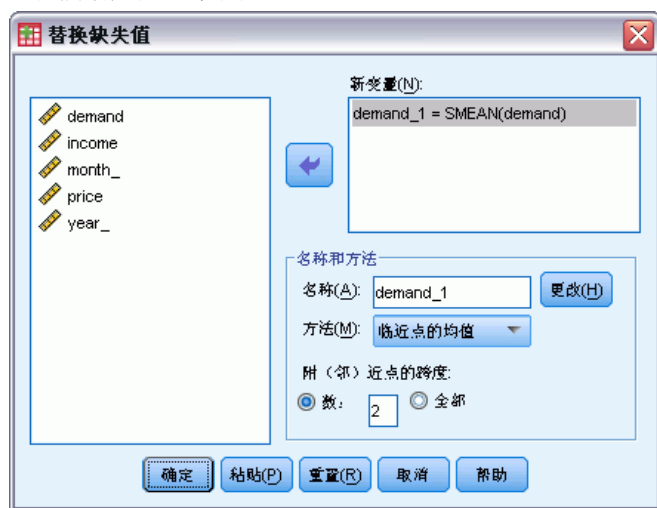 替换缺失值
新变量(N):
demand
income
month_
price
year_
demand_1 = SMEAN(demand)
名称和方法
名称(A): demand_1 更改(H)
方法(M): 临近点的均值
附（邻）近点的跨度:
数: 2 全部
确定 粘贴(P) 重置(R) 取消 帮助